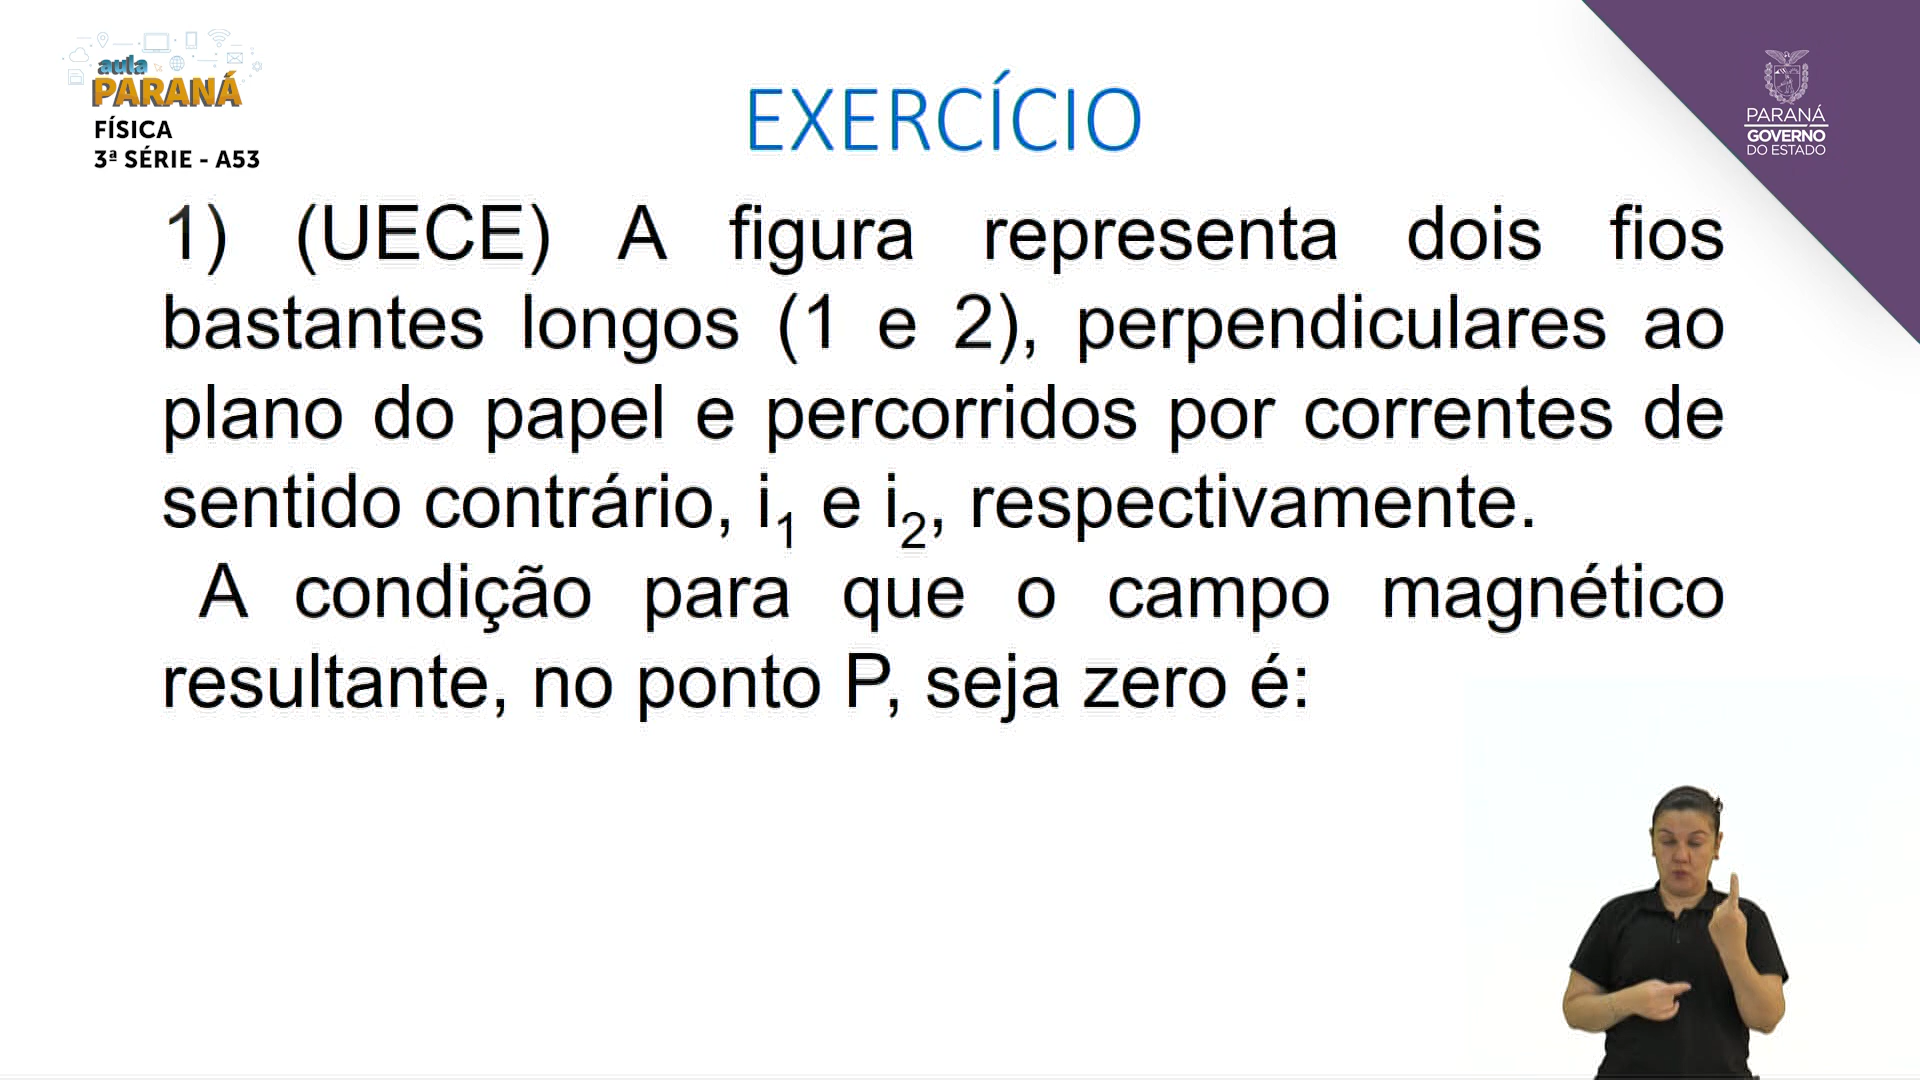 aula
PARANÁ
FÍSICA
3ª SÉRIE - A53
EXERCÍCIO
PARANÁ
GOVERNO
DO ESTADO
1) (UECE) A figura representa dois fios
bastantes longos (1 e 2), perpendiculares ao
plano do papel e percorridos por correntes de
sentido contrário, i₁ e i₂, respectivamente.
A condição para que o campo magnético
resultante, no ponto P, seja zero é: